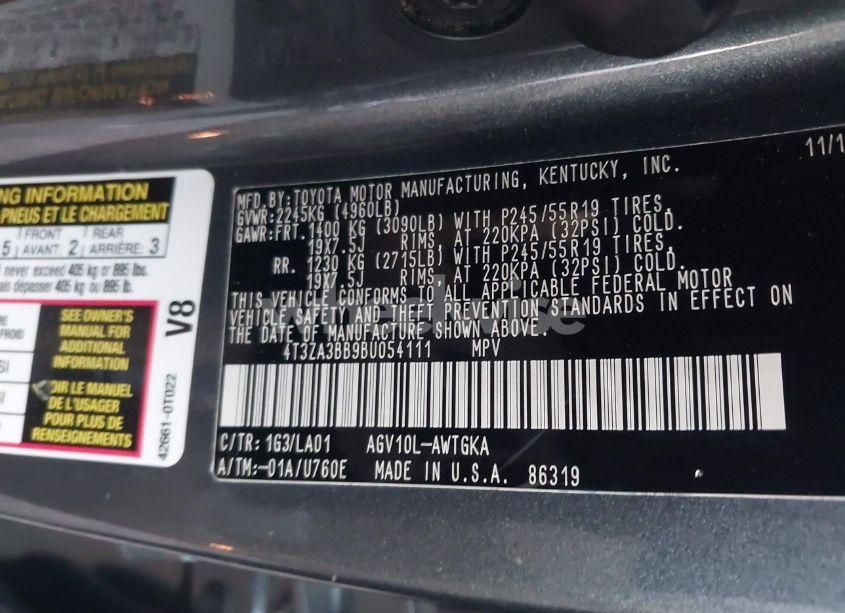 NG INFORMATION
PNEUS ET LE CHARGEMENT
FRONT REAR
5 AVANT: 2 ARRIÈRE: 3
never exceed 405 kg or 895 lbs.
ais dépasser 405 kg ou 895 lb.
SEE OWNER'S
MANUAL FOR
ADDITIONAL
INFORMATION
FROID
SI
VOIR LE MANUEL
DE L'USAGER
POUR PLUS DE
RENSEIGNEMENTS
SI
V8
42661-0T022
11/1
MFD.BY:TOYOTA MOTOR MANUFACTURING, KENTUCKY, INC.
GVWR:2245KG (4960LB)
GAWR:FRT.1400 KG (3090LB) WITH P245/55R19 TIRES,
19X7.5J RIMS, AT 220KPA (32PSI) COLD.
RR. 1230 KG (2715LB) WITH P245/55R19 TIRES,
19X7.5J RIMS, AT 220KPA (32PSI) COLD.
THIS VEHICLE CONFORMS TO ALL APPLICABLE FEDERAL MOTOR
VEHICLE SAFETY AND THEFT PREVENTION STANDARDS IN EFFECT ON
THE DATE OF MANUFACTURE SHOWN ABOVE.
4T3ZA3BB9BU054111 MPV
C/TR: 1G3/LA01 AGV10L-AWTGKA
A/TM:-01A/U760E MADE IN U.S.A. 86319